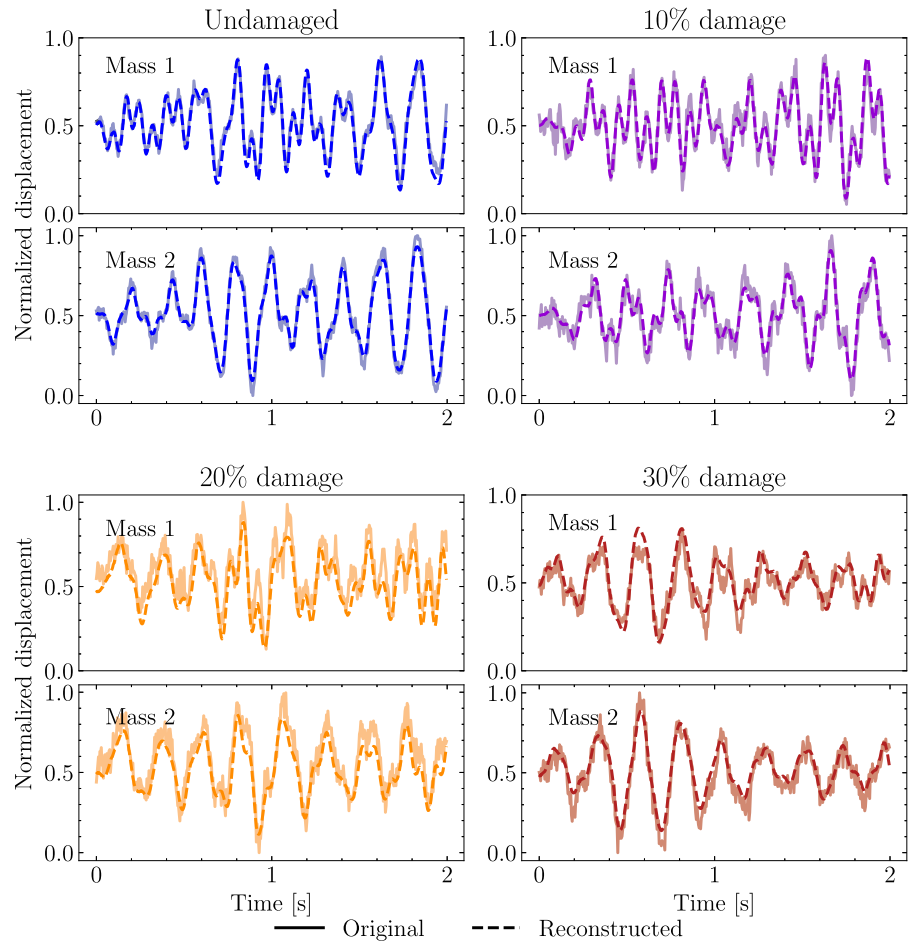 Undamaged
10% damage
Normalized displacement
1.0
0.5
0.0
Mass 1
1.0
0.5
0.0
Mass 1
1.0
0.5
0.0
Mass 2
0
1
2
1.0
0.5
0.0
Mass 2
0
1
2
20% damage
30% damage
Normalized displacement
1.0
0.5
0.0
Mass 1
1.0
0.5
0.0
Mass 1
1.0
0.5
0.0
Mass 2
0
1
2
Time [s]
1.0
0.5
0.0
Mass 2
0
1
2
Time [s]
Original
Reconstructed